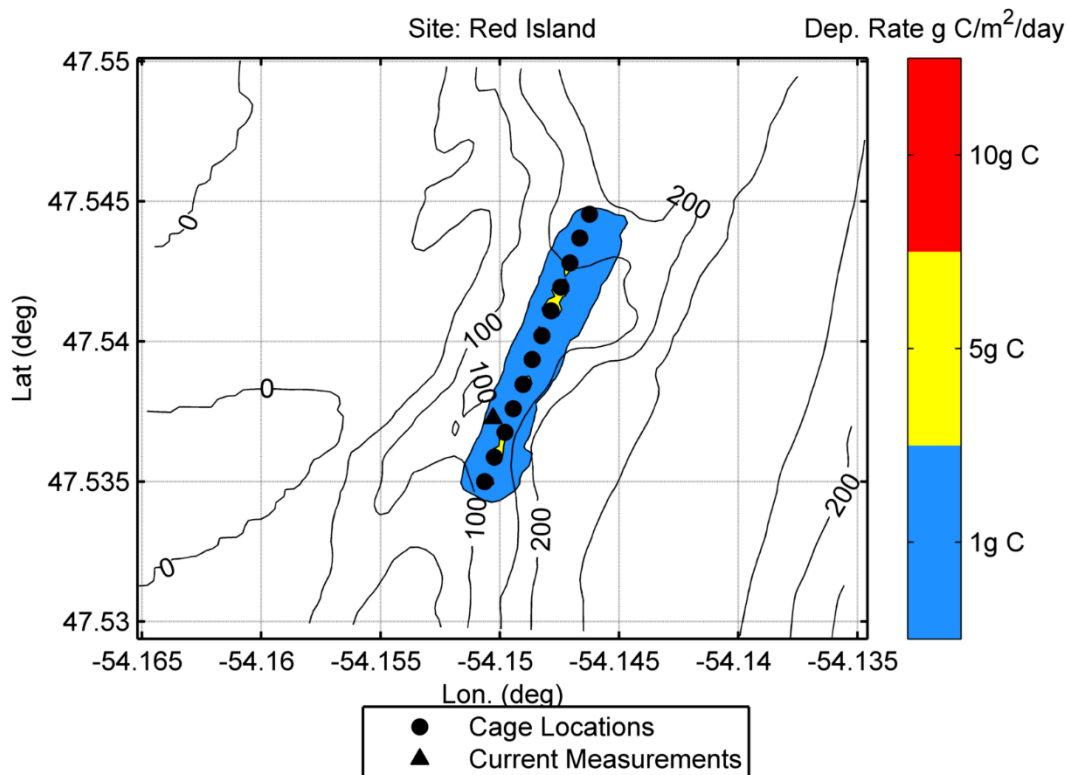 Site: Red Island
Dep. Rate g C/m²/day
47.55
47.545
47.54
47.535
47.53
Lat (deg)
0
0
0
100
100
100
200
200
200
10g C
5g C
1g C
-54.165 -54.16 -54.155 -54.15 -54.145 -54.14 -54.135
Lon. (deg)
Cage Locations
Current Measurements